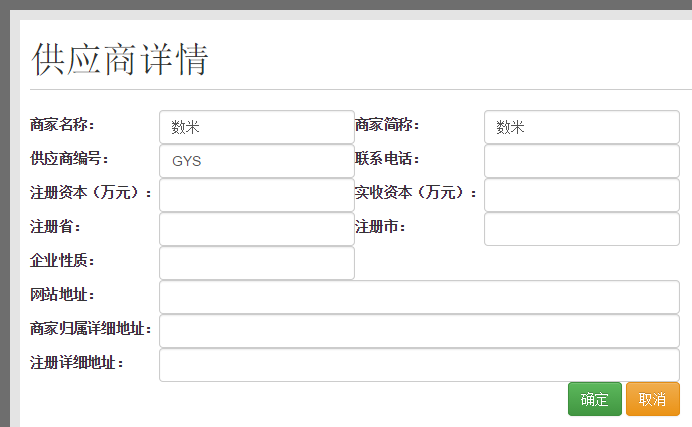 供应商详情
商家名称： 数米 商家简称： 数米
供应商编号： GYS 联系电话：
注册资本（万元）： 实收资本（万元）：
注册省： 注册市：
企业性质：
网站地址：
商家归属详细地址：
注册详细地址：
确定 取消